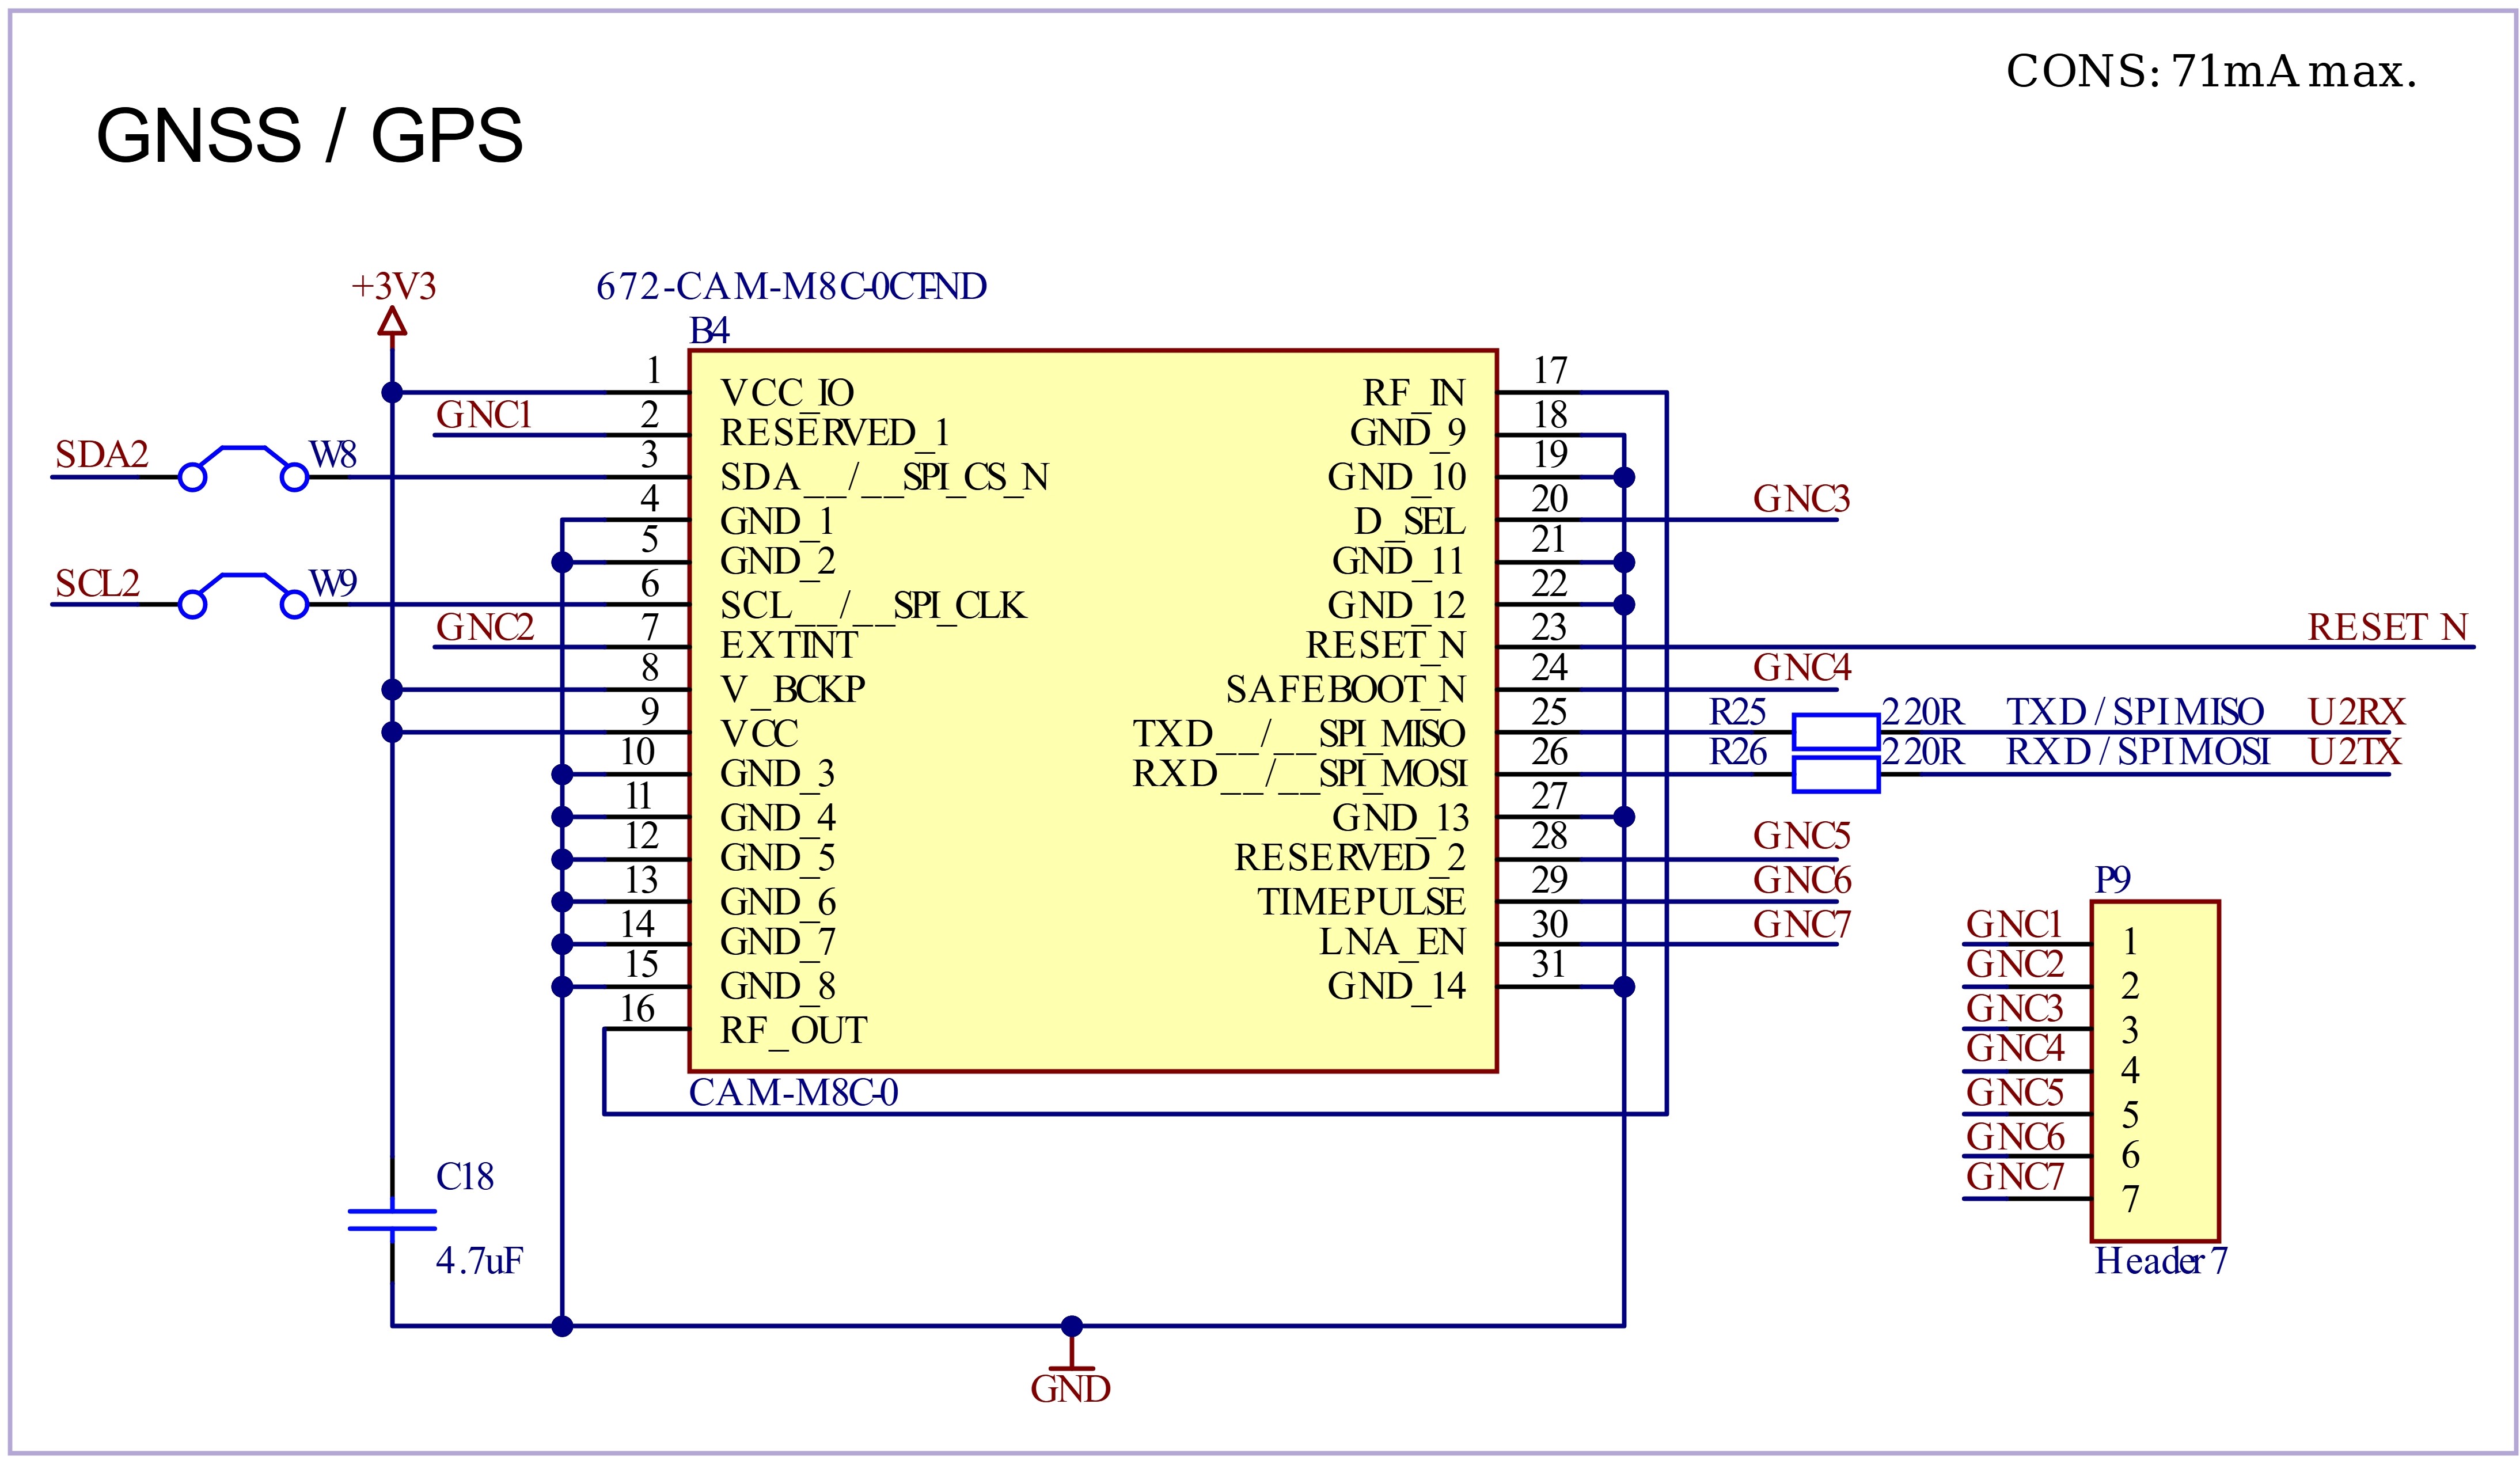 CONS: 71mA max.
GNSS / GPS
+3V3
672-CAM-M8C-0CT-ND
B4
1 VCC_IO
GNC1 2 RESERVED_1
SDA2 W8 3 SDA__/__SPI_CS_N
4 GND_1
5 GND_2
SCL2 W9 6 SCL__/__SPI_CLK
GNC2 7 EXTINT
8 V_BCKP
9 VCC
10 GND_3
11 GND_4
12 GND_5
13 GND_6
14 GND_7
15 GND_8
16 RF_OUT
RF_IN 17
GND_9 18
GND_10 19
D_SEL 20 GNC3
GND_11 21
GND_12 22
RESET_N 23 RESET N
SAFEBOOT_N 24 GNC4
TXD__/__SPI_MISO 25 R25 220R TXD / SPI MISO U2RX
RXD__/__SPI_MOSI 26 R26 220R RXD / SPI MOSI U2TX
GND_13 27
RESERVED_2 28 GNC5
TIMEPULSE 29 GNC6
LNA_EN 30 GNC7
GND_14 31
CAM-M8C-0
P9
GNC1 1
GNC2 2
GNC3 3
GNC4 4
GNC5 5
GNC6 6
GNC7 7
Header 7
C18
4.7uF
GND